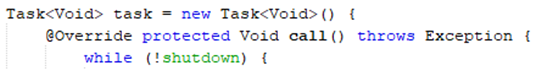 Task<Void> task = new Task<Void>() {
@Override protected Void call() throws Exception {
while (!shutdown) {